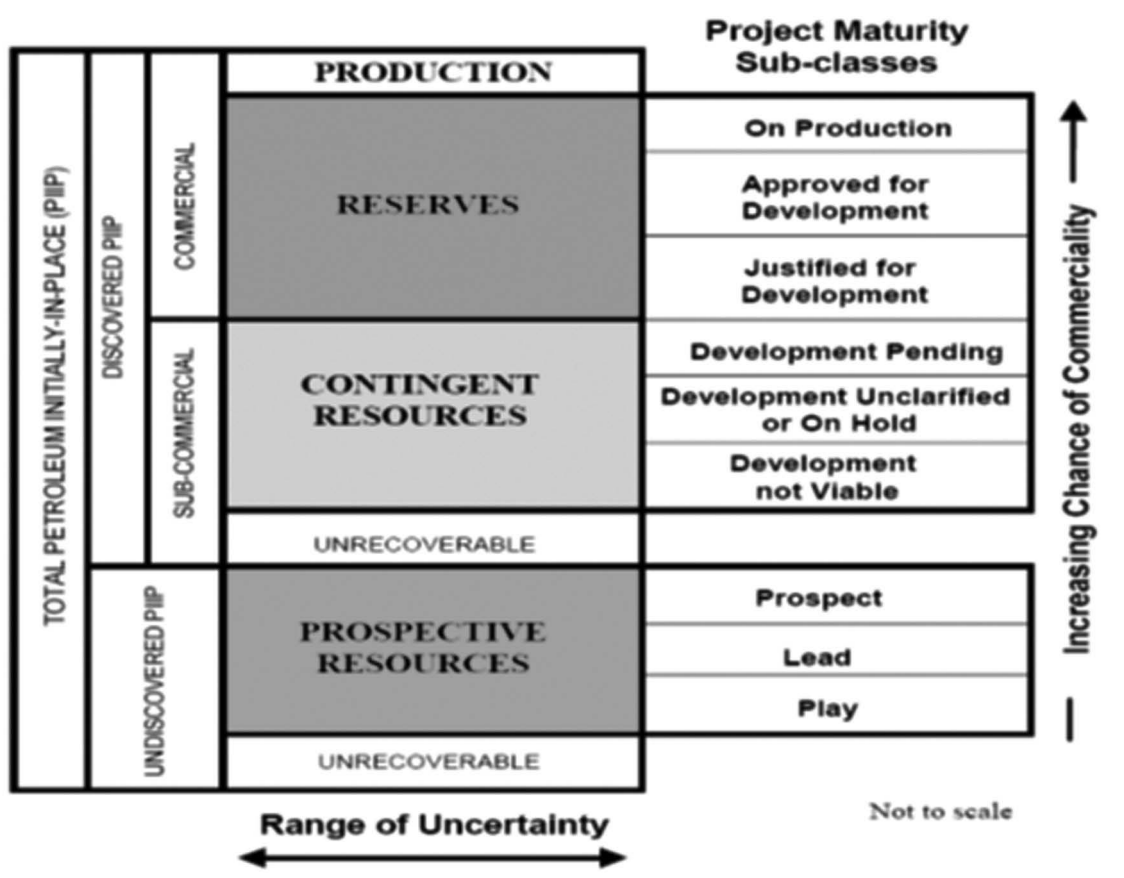 Project Maturity
Sub-classes
PRODUCTION
On Production
RESERVES
Approved for
Development
Justified for
Development
CONTINGENT
RESOURCES
Development Pending
Development Unclarified
or On Hold
Development
not Viable
UNRECOVERABLE
PROSPECTIVE
RESOURCES
Prospect
Lead
Play
UNRECOVERABLE
TOTAL PETROLEUM INITIALLY-IN-PLACE (PIIP)
DISCOVERED PIIP
COMMERCIAL
SUB-COMMERCIAL
UNDISCOVERED PIIP
Increasing Chance of Commerciality
Range of Uncertainty
Not to scale